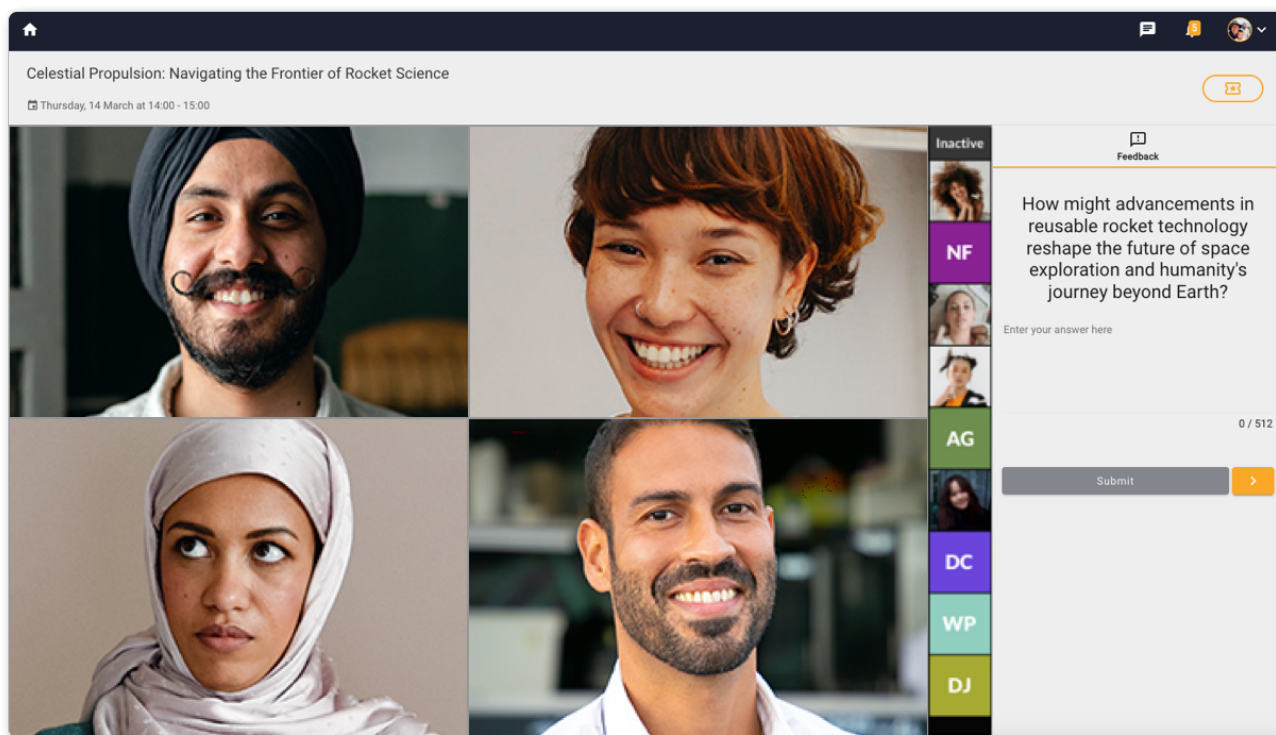 5
Celestial Propulsion: Navigating the Frontier of Rocket Science
Thursday, 14 March at 14:00 - 15:00
Inactive
NF
AG
DC
WP
DJ
Feedback
How might advancements in
reusable rocket technology
reshape the future of space
exploration and humanity's
journey beyond Earth?
Enter your answer here
0 / 512
Submit